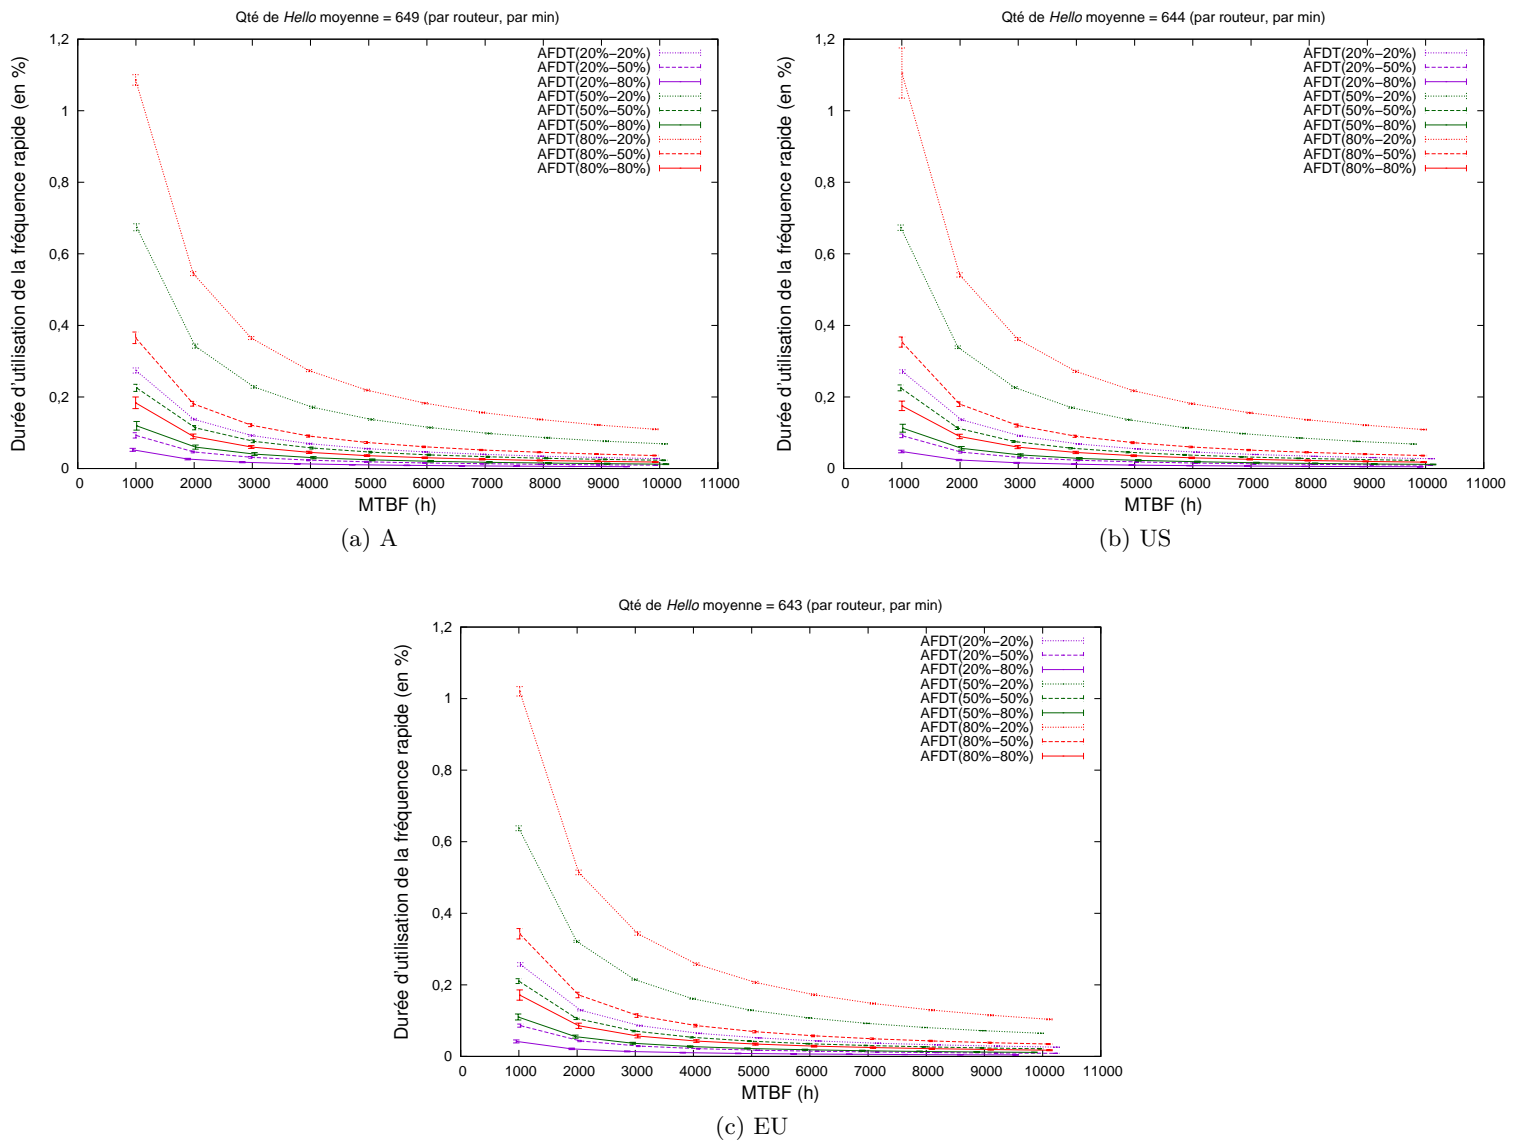 Qté de Hello moyenne = 649 (par routeur, par min)
Durée d'utilisation de la fréquence rapide (en %)
1,2
1
0,8
0,6
0,4
0,2
0
AFDT(20%−20%)
AFDT(20%−50%)
AFDT(20%−80%)
AFDT(50%−20%)
AFDT(50%−50%)
AFDT(50%−80%)
AFDT(80%−20%)
AFDT(80%−50%)
AFDT(80%−80%)
0 1000 2000 3000 4000 5000 6000 7000 8000 9000 10000 11000
MTBF (h)
(a) A
Qté de Hello moyenne = 644 (par routeur, par min)
Durée d'utilisation de la fréquence rapide (en %)
1,2
1
0,8
0,6
0,4
0,2
0
AFDT(20%−20%)
AFDT(20%−50%)
AFDT(20%−80%)
AFDT(50%−20%)
AFDT(50%−50%)
AFDT(50%−80%)
AFDT(80%−20%)
AFDT(80%−50%)
AFDT(80%−80%)
0 1000 2000 3000 4000 5000 6000 7000 8000 9000 10000 11000
MTBF (h)
(b) US
Qté de Hello moyenne = 643 (par routeur, par min)
Durée d'utilisation de la fréquence rapide (en %)
1,2
1
0,8
0,6
0,4
0,2
0
AFDT(20%−20%)
AFDT(20%−50%)
AFDT(20%−80%)
AFDT(50%−20%)
AFDT(50%−50%)
AFDT(50%−80%)
AFDT(80%−20%)
AFDT(80%−50%)
AFDT(80%−80%)
0 1000 2000 3000 4000 5000 6000 7000 8000 9000 10000 11000
MTBF (h)
(c) EU